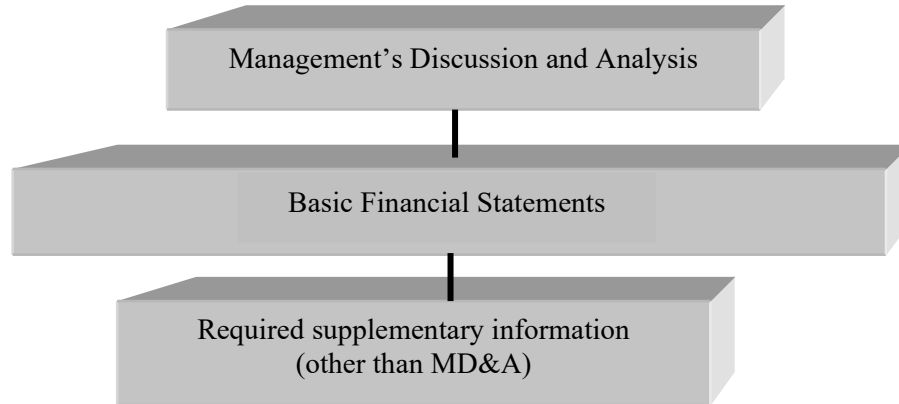 Management’s Discussion and Analysis
Basic Financial Statements
Required supplementary information
(other than MD&A)